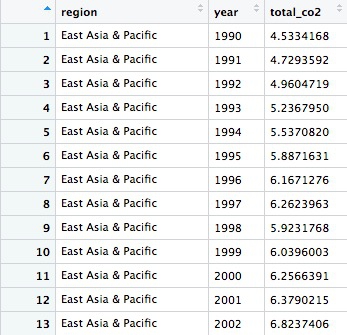 region year total_co2
1 East Asia & Pacific 1990 4.5334168
2 East Asia & Pacific 1991 4.7293592
3 East Asia & Pacific 1992 4.9604719
4 East Asia & Pacific 1993 5.2367950
5 East Asia & Pacific 1994 5.5370820
6 East Asia & Pacific 1995 5.8871631
7 East Asia & Pacific 1996 6.1671276
8 East Asia & Pacific 1997 6.2623963
9 East Asia & Pacific 1998 5.9231768
10 East Asia & Pacific 1999 6.0396003
11 East Asia & Pacific 2000 6.2566391
12 East Asia & Pacific 2001 6.3790215
13 East Asia & Pacific 2002 6.8237406